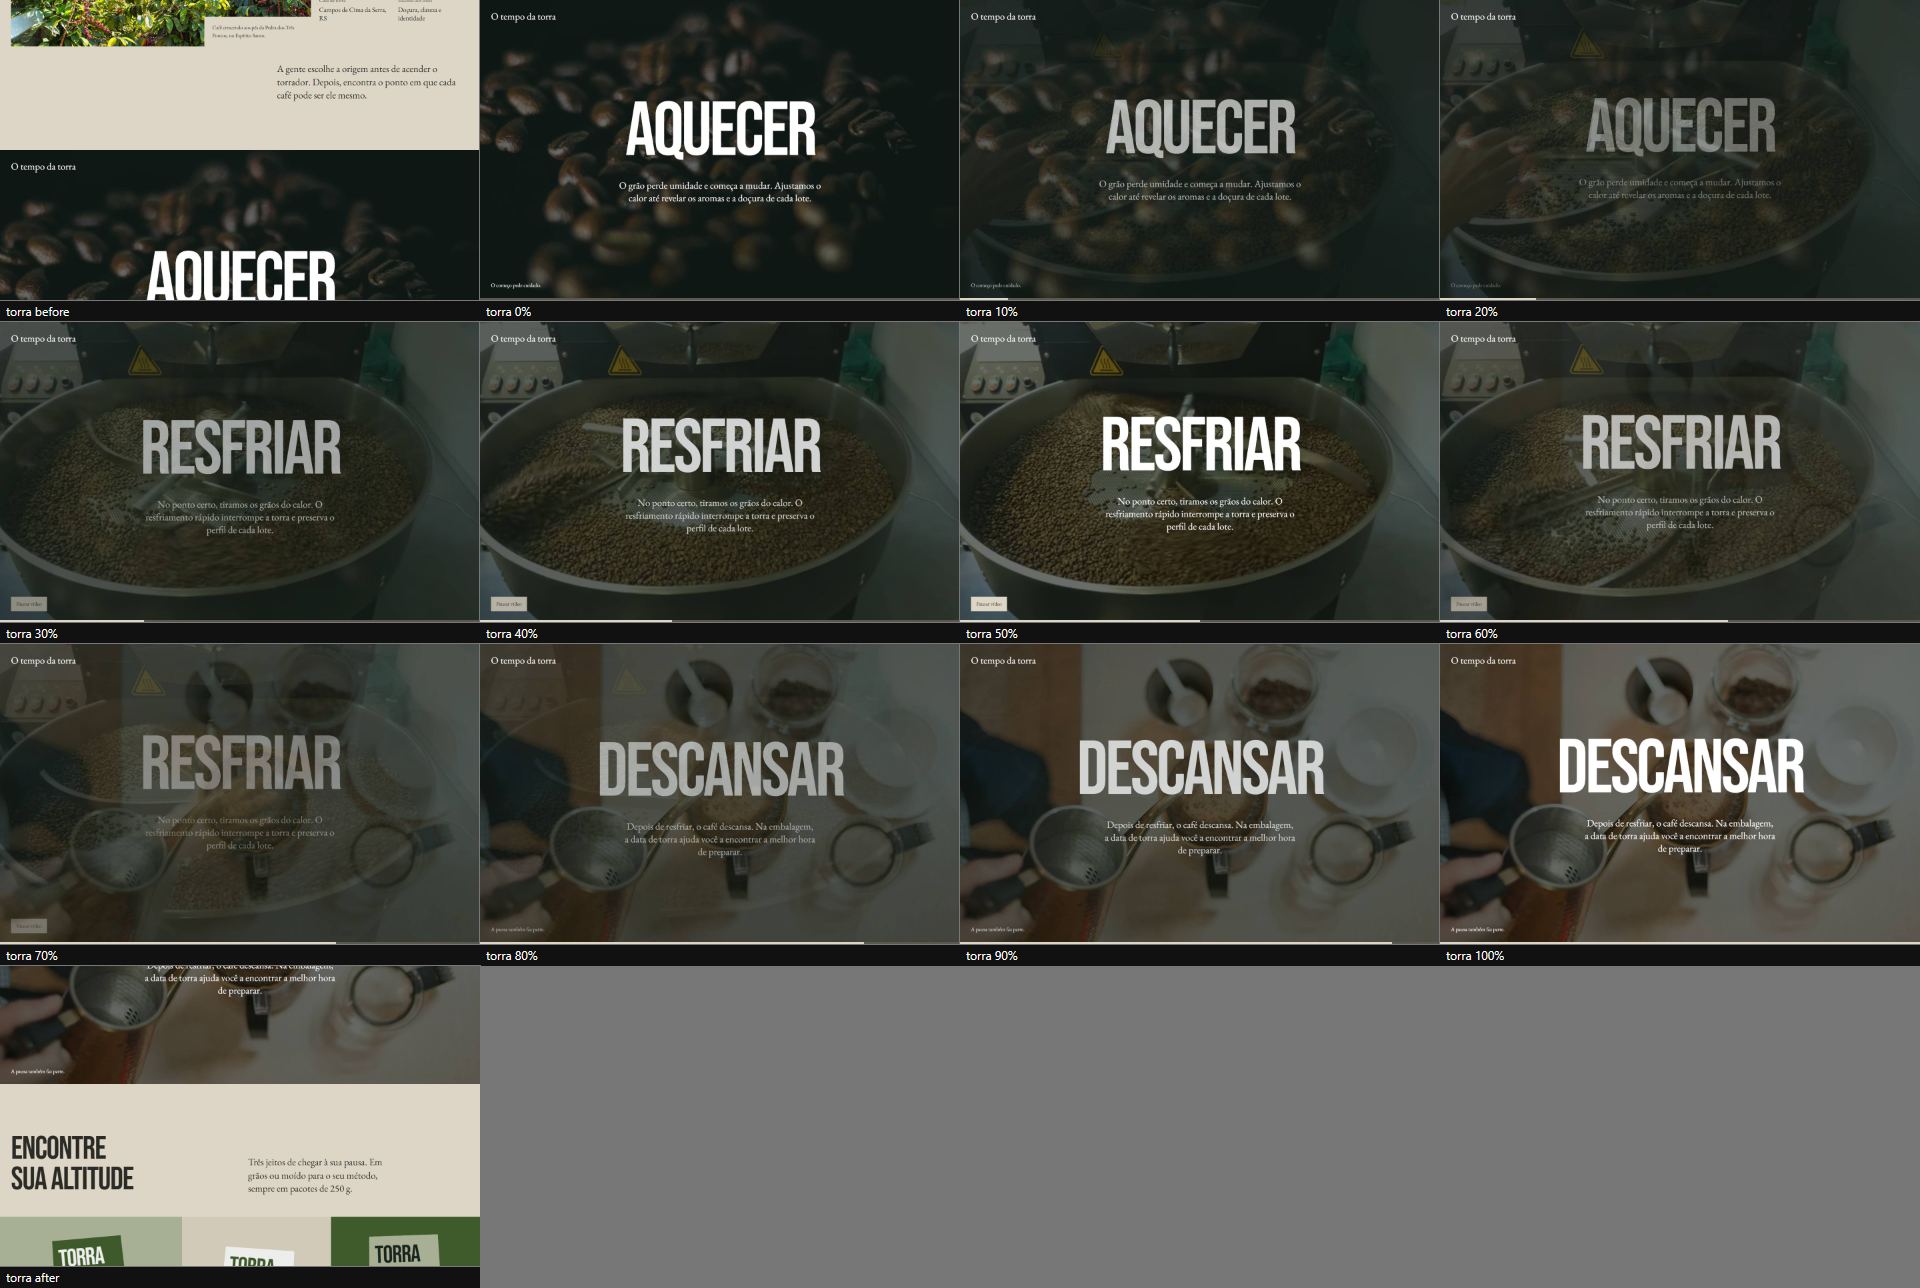 Campos de Cima da Serra,
RS
Doçura, clareza e
identidade
Café crescendo aos pés da Pedra dos Três
Pontões, no Espírito Santo.
A gente escolhe a origem antes de acender o
torrador. Depois, encontra o ponto em que cada
café pode ser ele mesmo.
O tempo da torra
AQUECER
torra before
O tempo da torra
AQUECER
O grão perde umidade e começa a mudar. Ajustamos o
calor até revelar os aromas e a doçura de cada lote.
O começo pede cuidado.
torra 0%
O tempo da torra
AQUECER
O grão perde umidade e começa a mudar. Ajustamos o
calor até revelar os aromas e a doçura de cada lote.
O começo pede cuidado.
torra 10%
O tempo da torra
AQUECER
O grão perde umidade e começa a mudar. Ajustamos o
calor até revelar os aromas e a doçura de cada lote.
O começo pede cuidado.
torra 20%
O tempo da torra
RESFRIAR
No ponto certo, tiramos os grãos do calor. O
resfriamento rápido interrompe a torra e preserva o
perfil de cada lote.
Pausar vídeo
torra 30%
O tempo da torra
RESFRIAR
No ponto certo, tiramos os grãos do calor. O
resfriamento rápido interrompe a torra e preserva o
perfil de cada lote.
Pausar vídeo
torra 40%
O tempo da torra
RESFRIAR
No ponto certo, tiramos os grãos do calor. O
resfriamento rápido interrompe a torra e preserva o
perfil de cada lote.
Pausar vídeo
torra 50%
O tempo da torra
RESFRIAR
No ponto certo, tiramos os grãos do calor. O
resfriamento rápido interrompe a torra e preserva o
perfil de cada lote.
Pausar vídeo
torra 60%
O tempo da torra
RESFRIAR
No ponto certo, tiramos os grãos do calor. O
resfriamento rápido interrompe a torra e preserva o
perfil de cada lote.
Pausar vídeo
torra 70%
O tempo da torra
DESCANSAR
Depois de resfriar, o café descansa. Na embalagem,
a data de torra ajuda você a encontrar a melhor hora
de preparar.
A pausa também faz parte.
torra 80%
O tempo da torra
DESCANSAR
Depois de resfriar, o café descansa. Na embalagem,
a data de torra ajuda você a encontrar a melhor hora
de preparar.
A pausa também faz parte.
torra 90%
O tempo da torra
DESCANSAR
Depois de resfriar, o café descansa. Na embalagem,
a data de torra ajuda você a encontrar a melhor hora
de preparar.
A pausa também faz parte.
torra 100%
Depois de resfriar, o café descansa. Na embalagem,
a data de torra ajuda você a encontrar a melhor hora
de preparar.
A pausa também faz parte.
ENCONTRE
SUA ALTITUDE
Três jeitos de chegar à sua pausa. Em
grãos ou moído para o seu método,
sempre em pacotes de 250 g.
TORRA
TORRA
TORRA
torra after